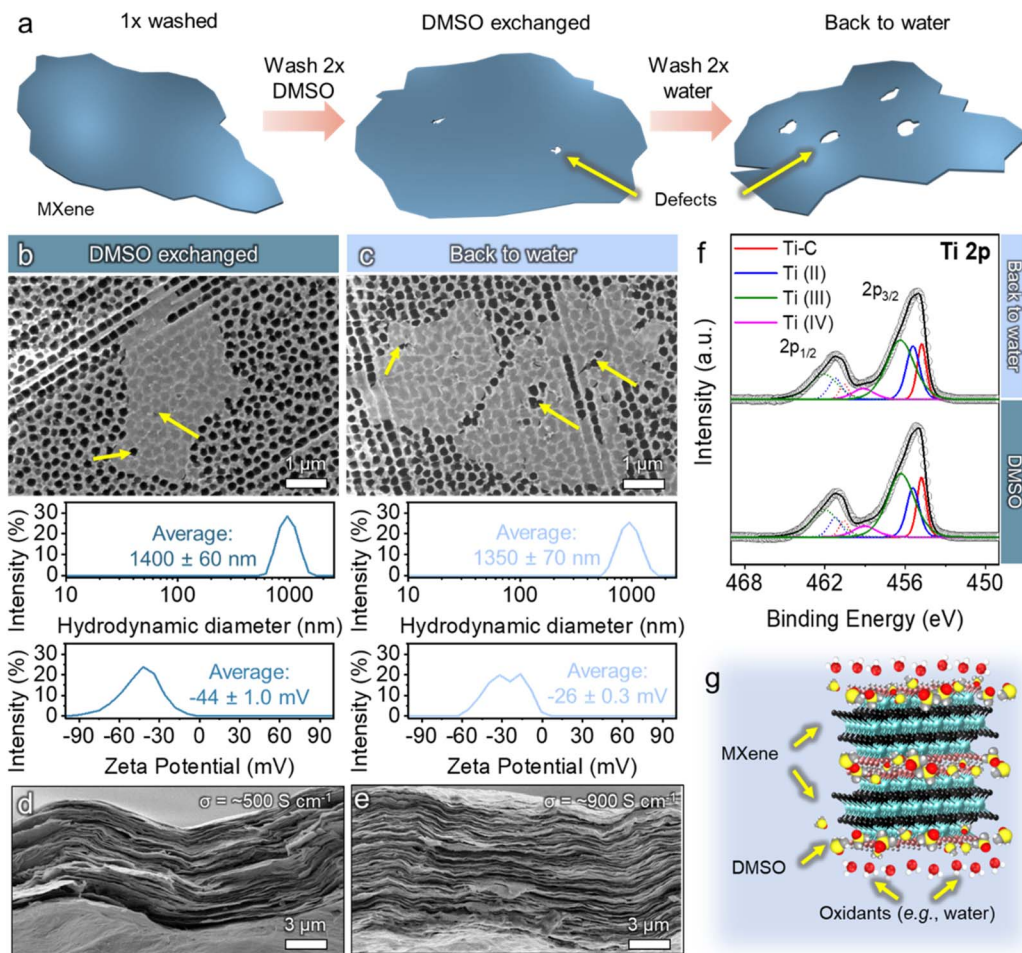 a
1x washed
DMSO exchanged
Back to water
Wash 2x
DMSO
Wash 2x
water
MXene
Defects
b
DMSO exchanged
1 μm
Intensity (%)
30
20
10
0
Average:
1400 ± 60 nm
10
100
1000
Hydrodynamic diameter (nm)
Intensity (%)
30
20
10
0
Average:
-44 ± 1.0 mV
-90
-60
-30
0
30
60
90
Zeta Potential (mV)
c
Back to water
1 μm
Intensity (%)
30
20
10
0
Average:
1350 ± 70 nm
10
100
1000
Hydrodynamic diameter (nm)
Intensity (%)
30
20
10
0
Average:
-26 ± 0.3 mV
-90
-60
-30
0
30
60
90
Zeta Potential (mV)
d
σ = ~500 S cm⁻¹
3 μm
e
σ = ~900 S cm⁻¹
3 μm
f
Ti-C
Ti (II)
Ti (III)
Ti (IV)
Ti 2p
2p3/2
2p1/2
Intensity (a.u.)
Back to water
DMSO
468
462
456
450
Binding Energy (eV)
g
MXene
DMSO
Oxidants (e.g., water)